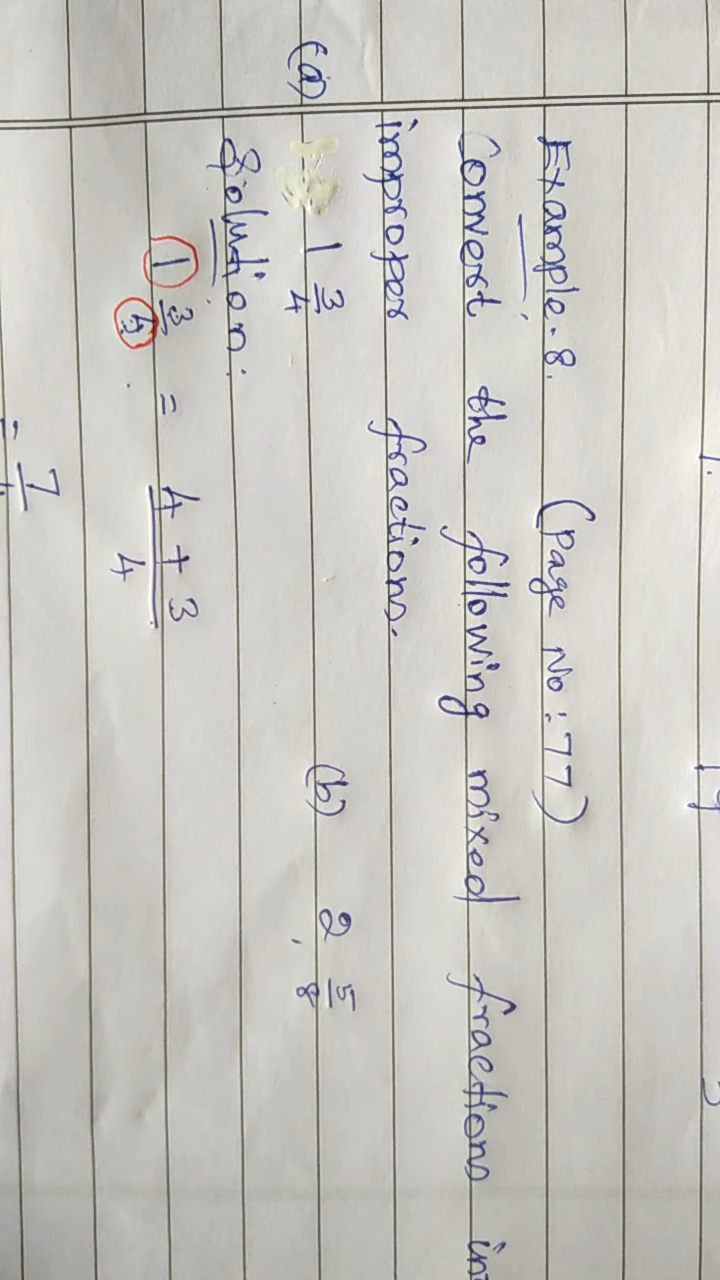 Example. 8. (Page No: 77)
Convert the following mixed fractions in
improper fractions.
(a) 1 3/4 (b) 2 5/8
Solution:
1 3/4 = 4 + 3 / 4
= 7